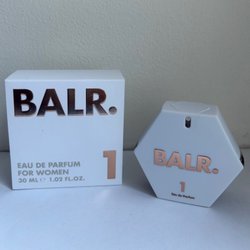 BALR.
EAU DE PARFUM
FOR WOMEN
30 ML ℮ 1.02 FL.OZ.
1
BALR.
1
Eau de Parfum